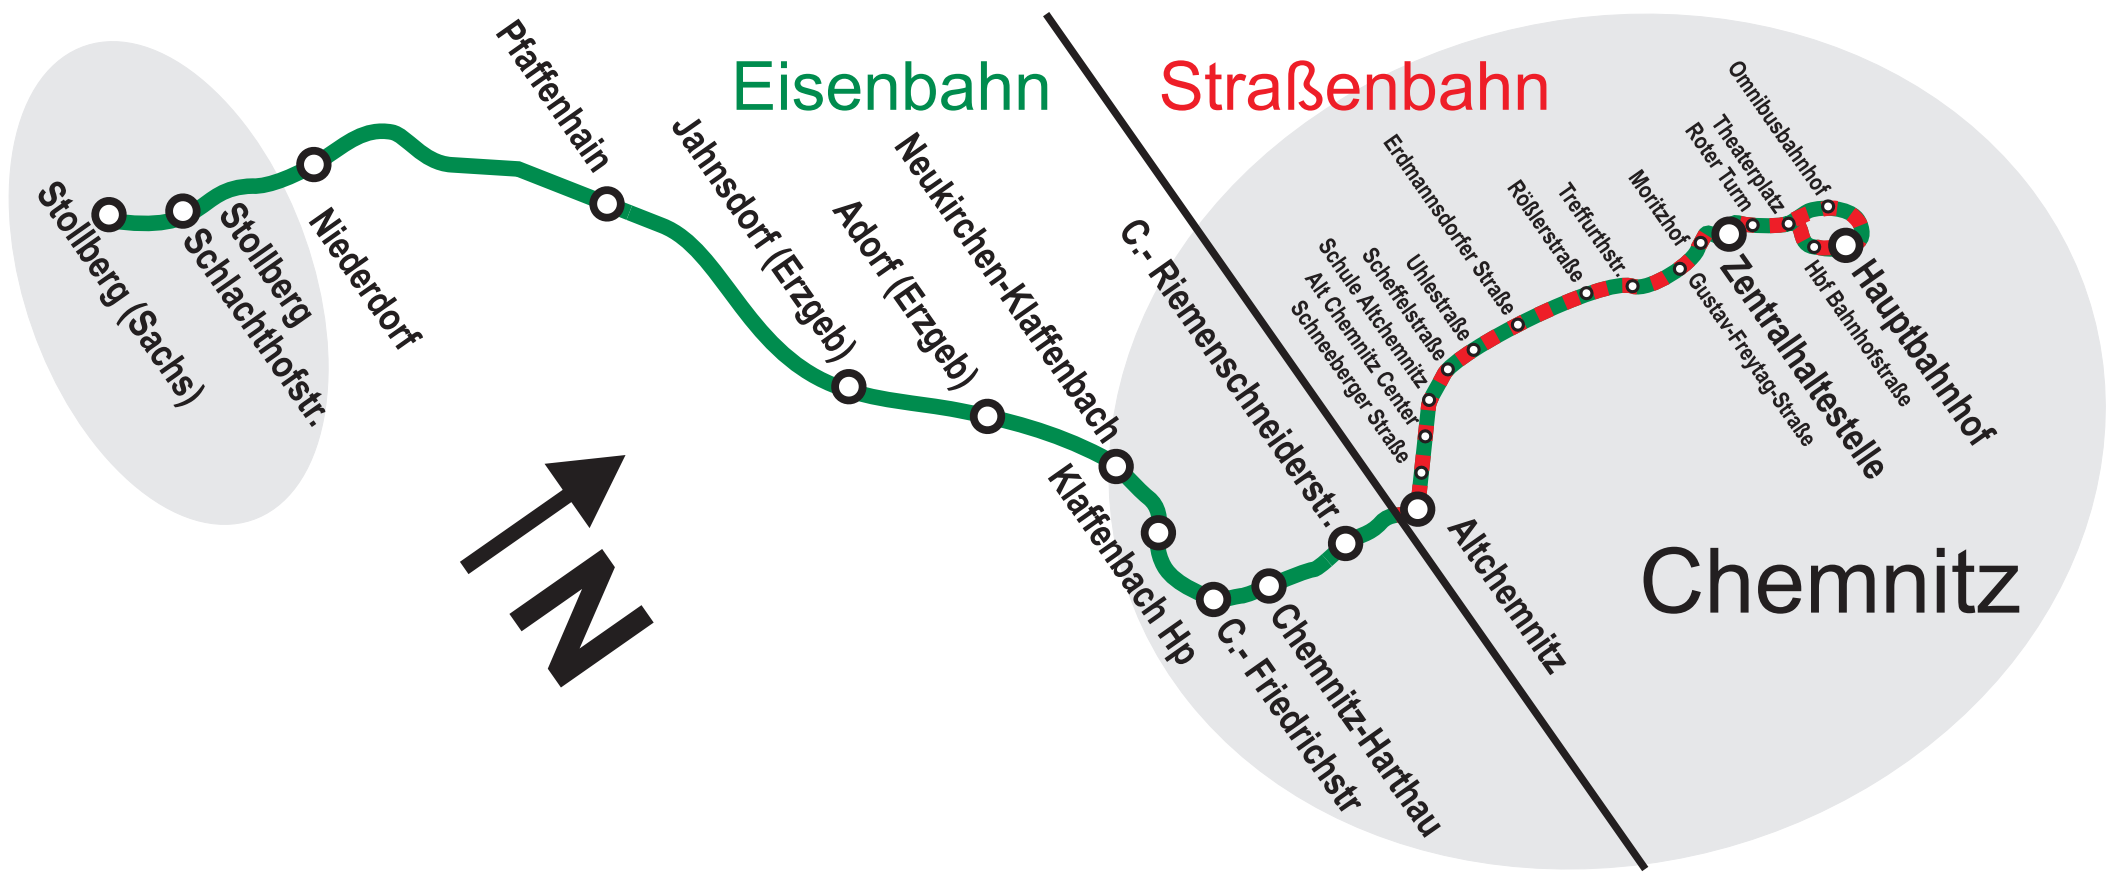 Eisenbahn
Straßenbahn
Stollberg (Sachs)
Stollberg
Schlachthofstr.
Niederdorf
Pfaffenhain
Jahnsdorf (Erzgeb)
Adorf (Erzgeb)
Neukirchen-Klaffenbach
Klaffenbach Hp
C.- Friedrichstr
Chemnitz-Harthau
C.- Riemenschneiderstr.
Altchemnitz
Schneeberger Straße
Alt Chemnitz Center
Schule Altchemnitz
Scheffelstraße
Uhlestraße
Erdmannsdorfer Straße
Rößlerstraße
Treffurthstr.
Gustav-Freytag-Straße
Moritzhof
Zentralhaltestelle
Roter Turm
Theaterplatz
Omnibusbahnhof
Hauptbahnhof
Hbf Bahnhofstraße
Chemnitz
N